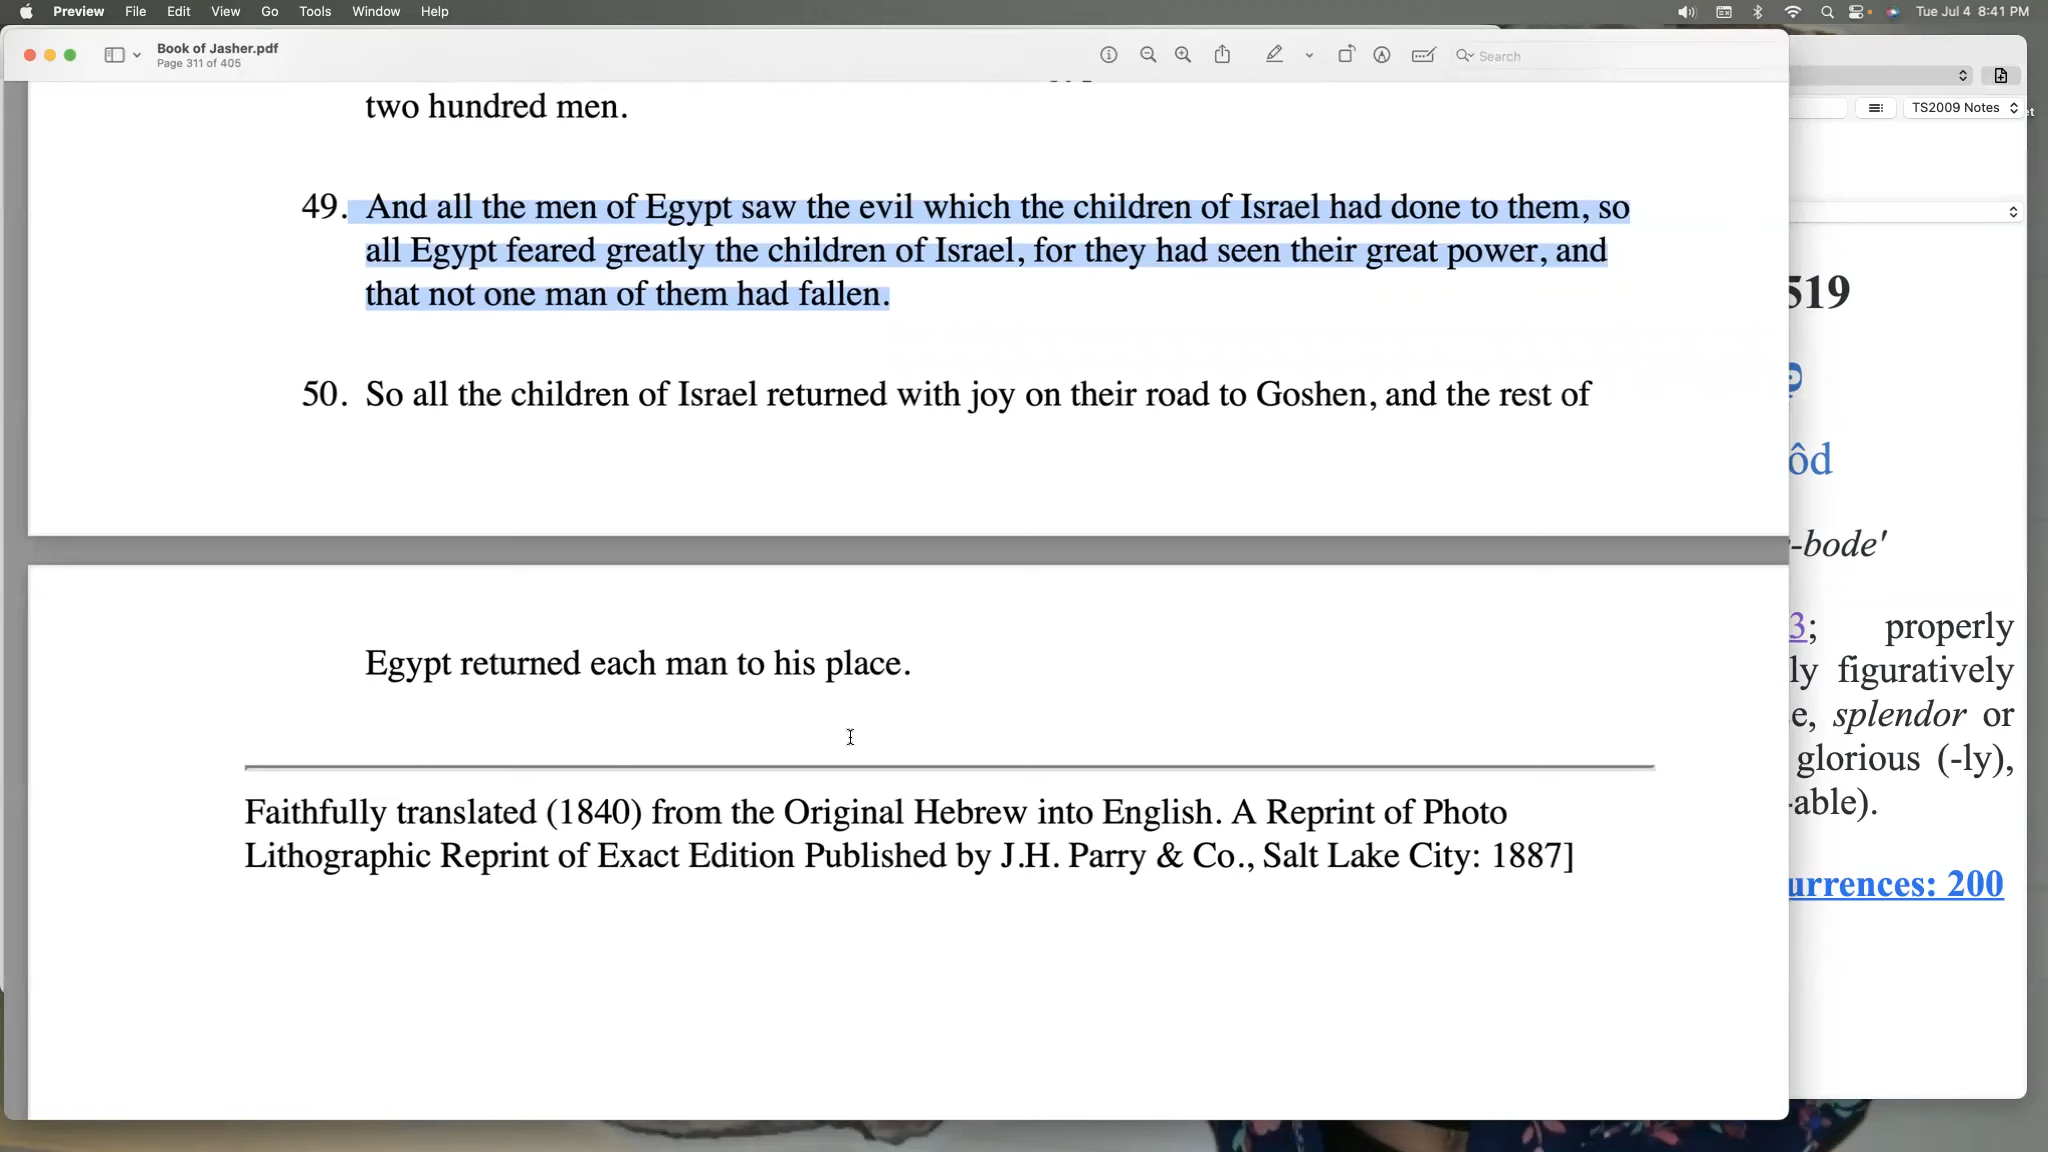 Preview File Edit View Go Tools Window Help
Tue Jul 4 8:41 PM
Book of Jasher.pdf
Page 311 of 405
Search
TS2009 Notes
two hundred men.
49. And all the men of Egypt saw the evil which the children of Israel had done to them, so
all Egypt feared greatly the children of Israel, for they had seen their great power, and
that not one man of them had fallen.
50. So all the children of Israel returned with joy on their road to Goshen, and the rest of
Egypt returned each man to his place.
Faithfully translated (1840) from the Original Hebrew into English. A Reprint of Photo
Lithographic Reprint of Exact Edition Published by J.H. Parry & Co., Salt Lake City: 1887]
519
ôd
-bode'
3; properly
ly figuratively
e, splendor or
glorious (-ly),
-able).
urrences: 200